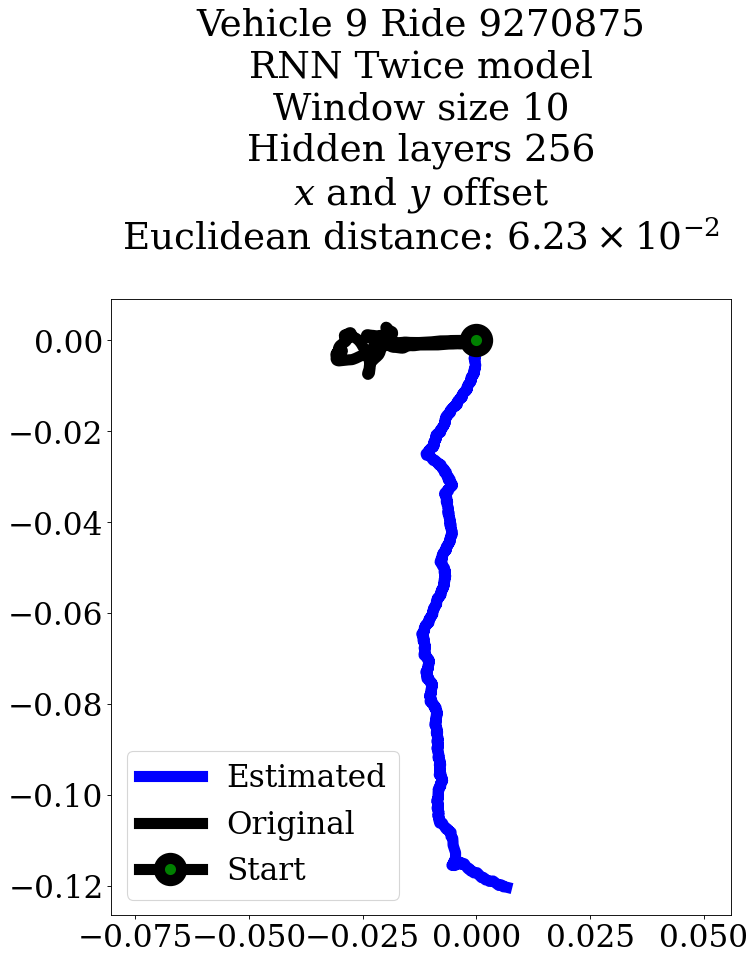 Vehicle 9 Ride 9270875
RNN Twice model
Window size 10
Hidden layers 256
x and y offset
Euclidean distance: 6.23 × 10⁻²
0.00
−0.02
−0.04
−0.06
−0.08
−0.10
−0.12
Estimated
Original
Start
−0.075 −0.050 −0.025 0.000 0.025 0.050